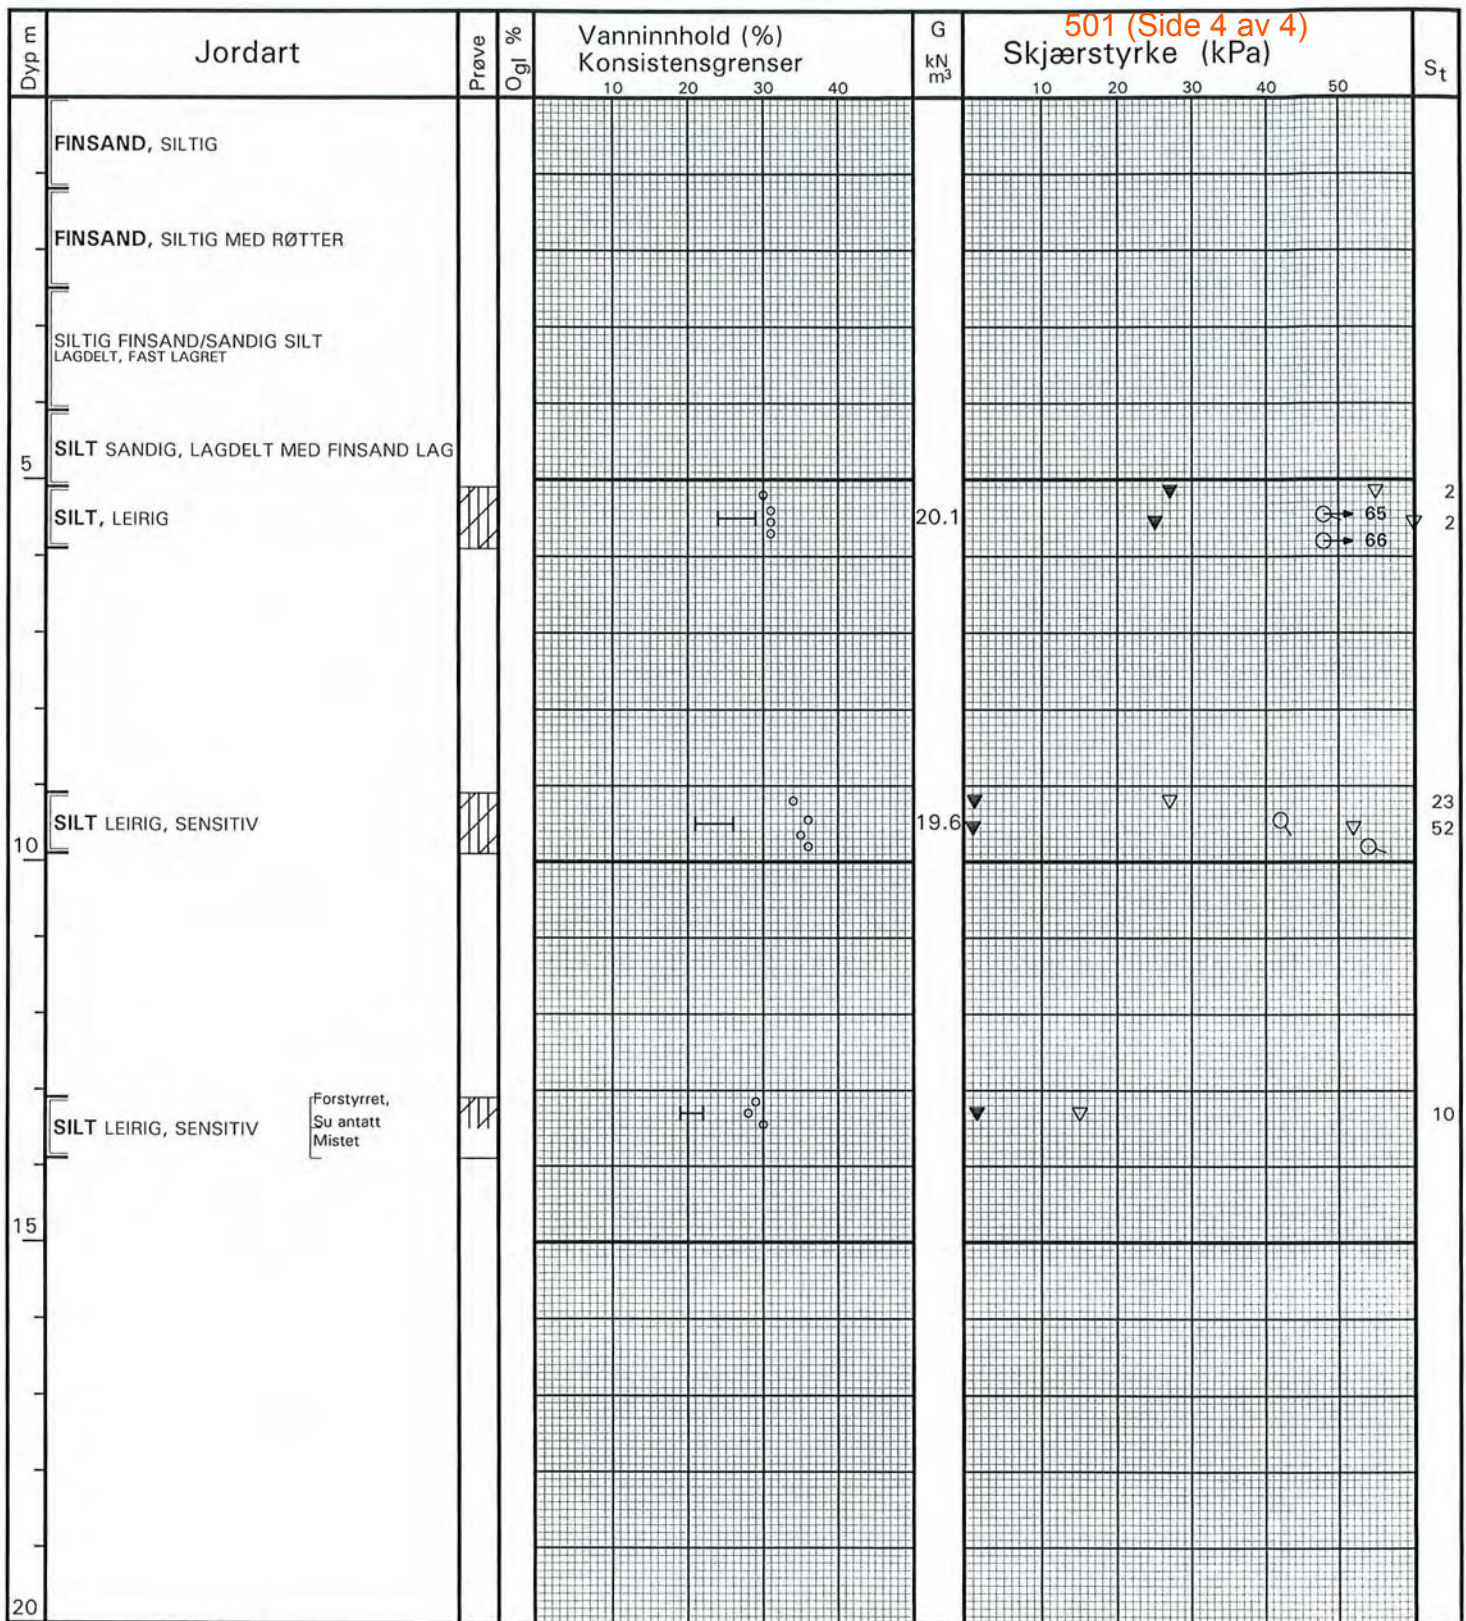 501 (Side 4 av 4)
Dyp m
Jordart
Prøve
Ogl %
Vanninnhold (%)
Konsistensgrenser
10 20 30 40
G
kN
m³
Skjærstyrke (kPa)
10 20 30 40 50
St
FINSAND, SILTIG
FINSAND, SILTIG MED RØTTER
SILTIG FINSAND/SANDIG SILT
LAGDELT, FAST LAGRET
SILT SANDIG, LAGDELT MED FINSAND LAG
5
2
SILT, LEIRIG
20.1
65
2
66
23
SILT LEIRIG, SENSITIV
19.6
52
10
Forstyrret,
Su antatt
Mistet
SILT LEIRIG, SENSITIV
10
15
20